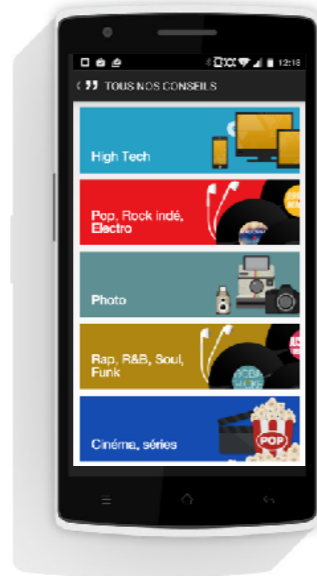 12:18
TOUS NOS CONSEILS
High Tech
Pop, Rock indé,
Electro
Photo
Rap, R&B, Soul,
Funk
Cinéma, séries
POP